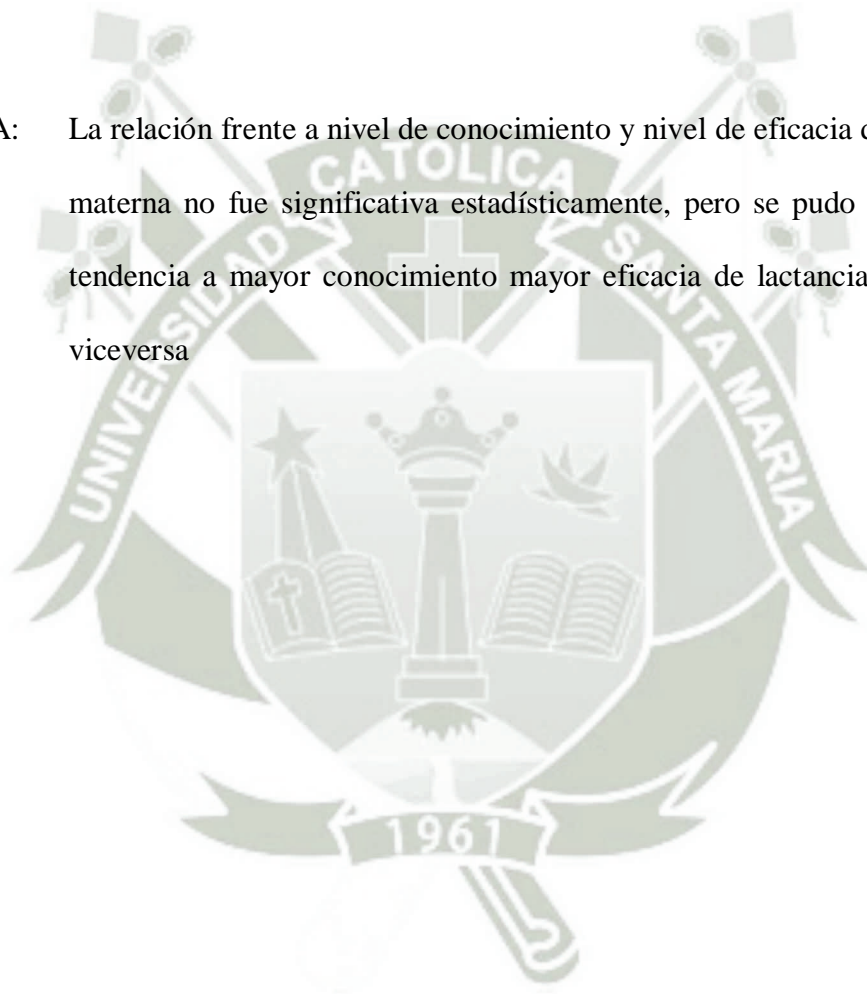 A: La relación frente a nivel de conocimiento y nivel de eficacia
materna no fue significativa estadísticamente, pero se pudo
tendencia a mayor conocimiento mayor eficacia de lactancia
viceversa
UNIVERSIDAD CATOLICA SANTA MARIA
1961